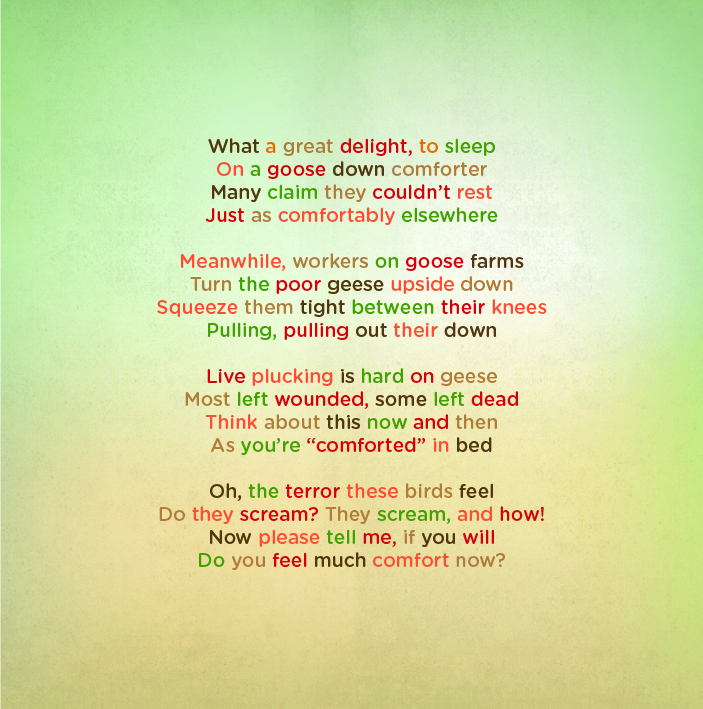 What a great delight, to sleep
On a goose down comforter
Many claim they couldn’t rest
Just as comfortably elsewhere
Meanwhile, workers on goose farms
Turn the poor geese upside down
Squeeze them tight between their knees
Pulling, pulling out their down
Live plucking is hard on geese
Most left wounded, some left dead
Think about this now and then
As you’re “comforted” in bed
Oh, the terror these birds feel
Do they scream? They scream, and how!
Now please tell me, if you will
Do you feel much comfort now?